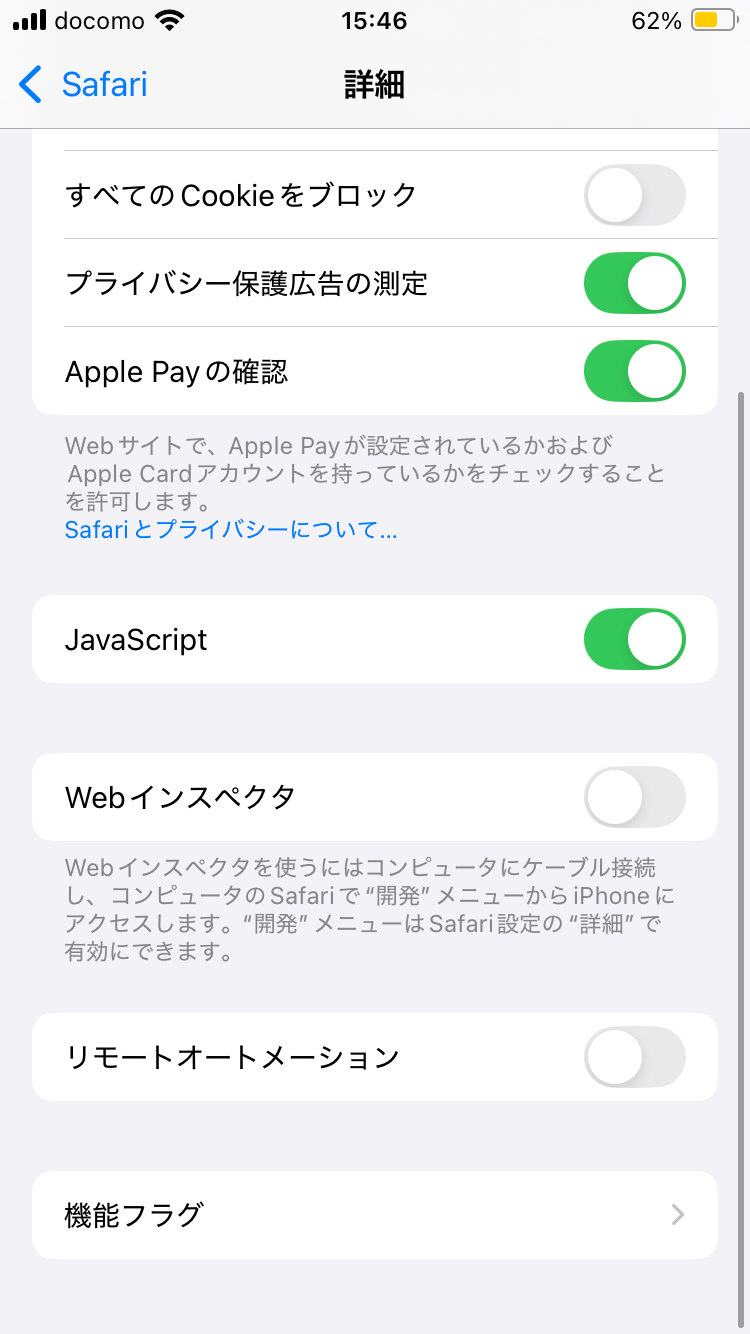 docomo 15:46 62%
Safari 詳細
すべてのCookieをブロック
プライバシー保護広告の測定
Apple Payの確認
Webサイトで、Apple Payが設定されているかおよび
Apple Cardアカウントを持っているかをチェックすること
を許可します。
Safariとプライバシーについて...
JavaScript
Webインスペクタ
Webインスペクタを使うにはコンピュータにケーブル接続
し、コンピュータのSafariで“開発”メニューからiPhoneに
アクセスします。“開発”メニューはSafari設定の“詳細”で
有効にできます。
リモートオートメーション
機能フラグ